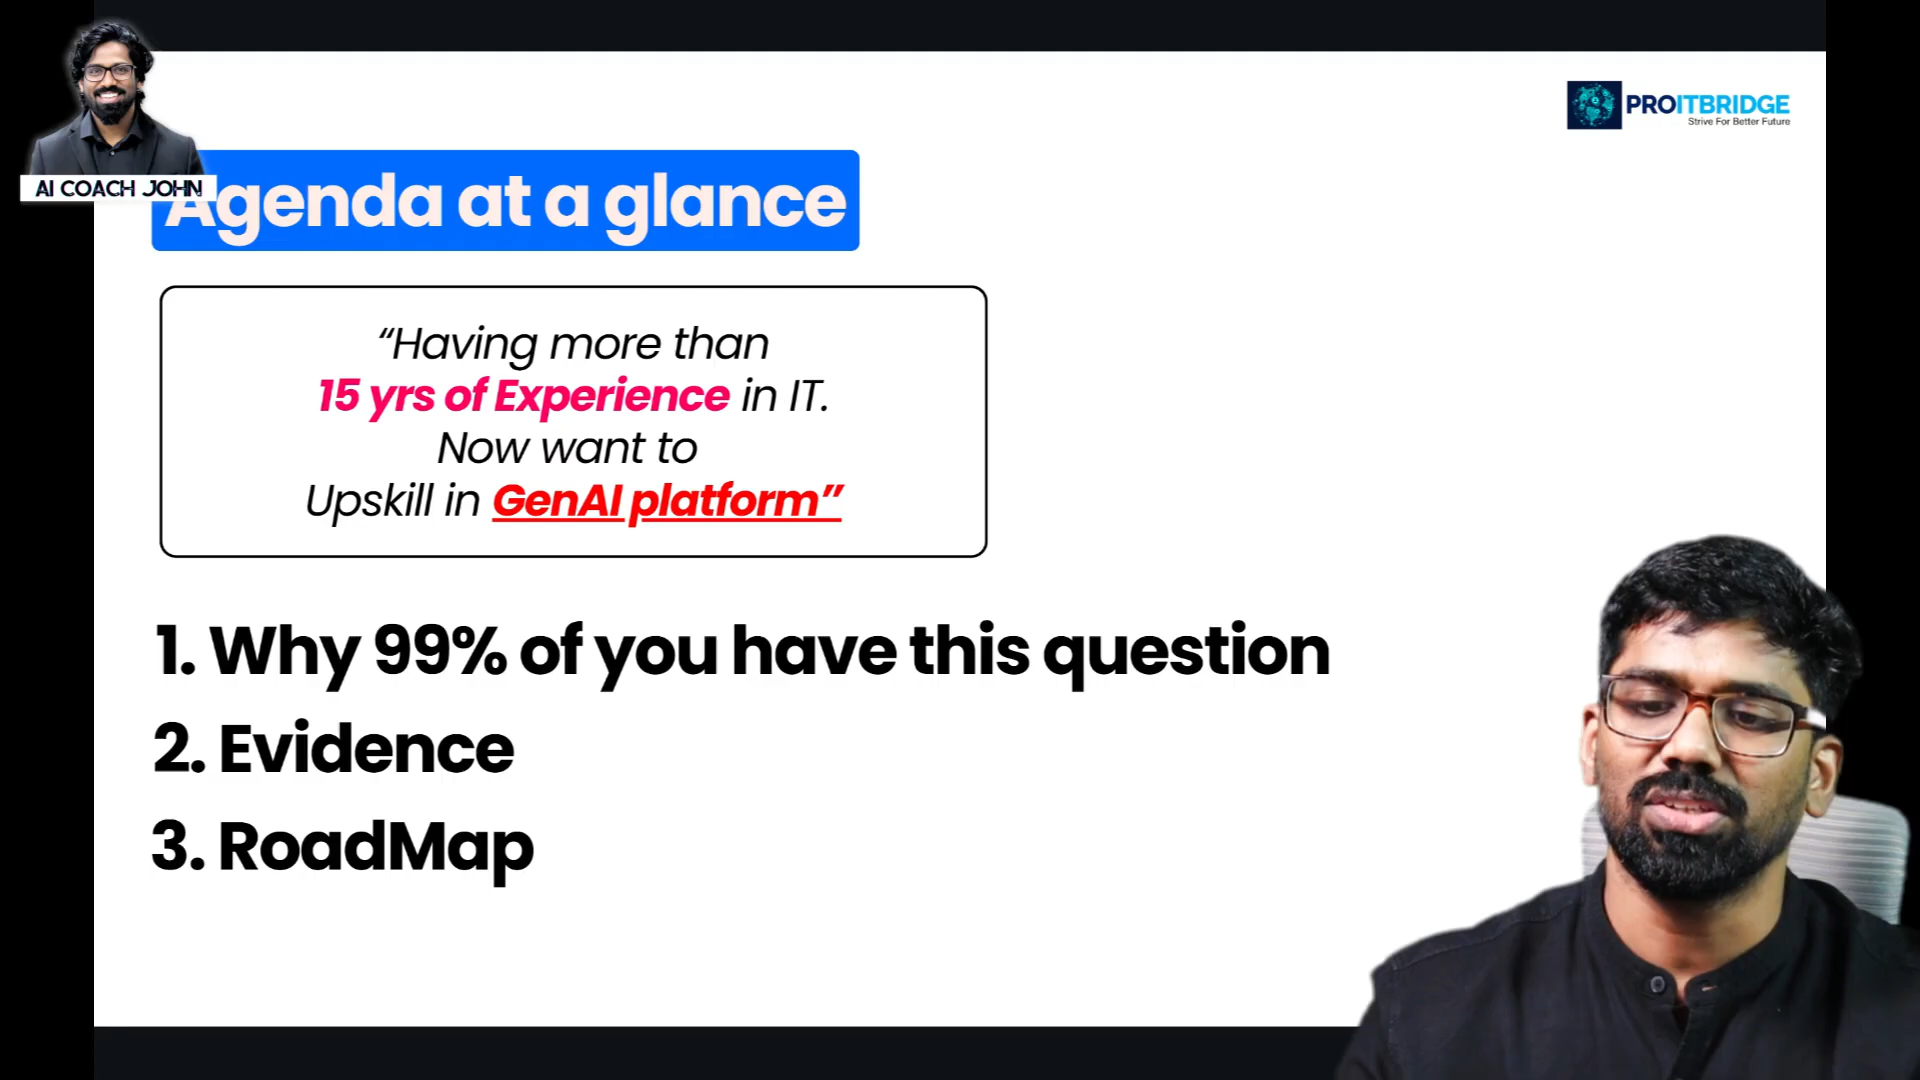 PROITBRIDGE
Strive For Better Future
AI COACH JOHN
Agenda at a glance
“Having more than
15 yrs of Experience in IT.
Now want to
Upskill in GenAI platform”
1. Why 99% of you have this question
2. Evidence
3. RoadMap